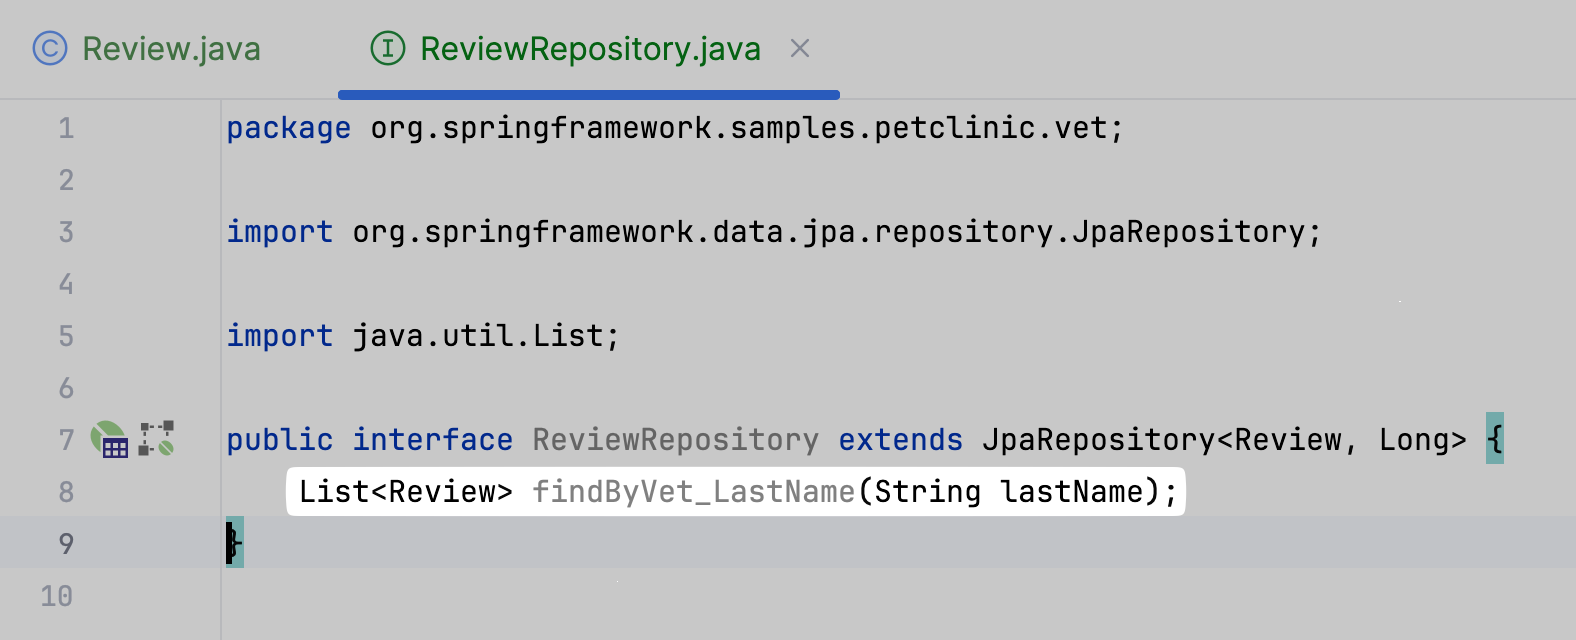 Review.java ReviewRepository.java
1 package org.springframework.samples.petclinic.vet;
2
3 import org.springframework.data.jpa.repository.JpaRepository;
4
5 import java.util.List;
6
7 public interface ReviewRepository extends JpaRepository<Review, Long> {
8 List<Review> findByVet_LastName(String lastName);
9 }
10